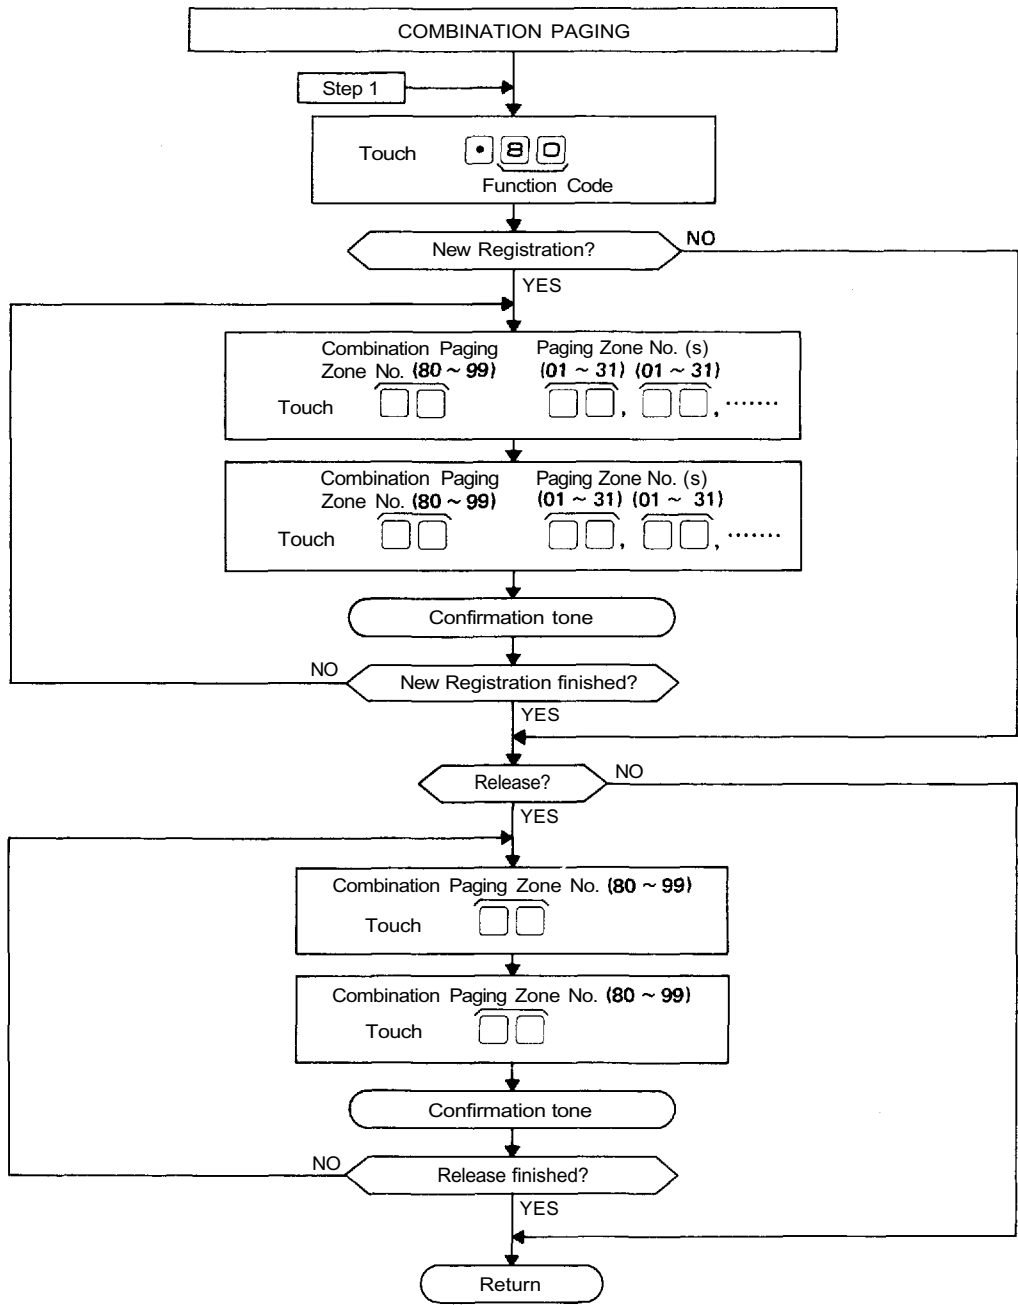 COMBINATION PAGING
Step 1
Touch • 8 0
Function Code
New Registration?
NO
YES
Combination Paging Paging Zone No. (s)
Zone No. (80 ~ 99) (01 ~ 31) (01 ~ 31)
Touch , , .......
Combination Paging Paging Zone No. (s)
Zone No. (80 ~ 99) (01 ~ 31) (01 ~ 31)
Touch , , .......
Confirmation tone
NO
New Registration finished?
YES
Release?
NO
YES
Combination Paging Zone No. (80 ~ 99)
Touch
Combination Paging Zone No. (80 ~ 99)
Touch
Confirmation tone
NO
Release finished?
YES
Return